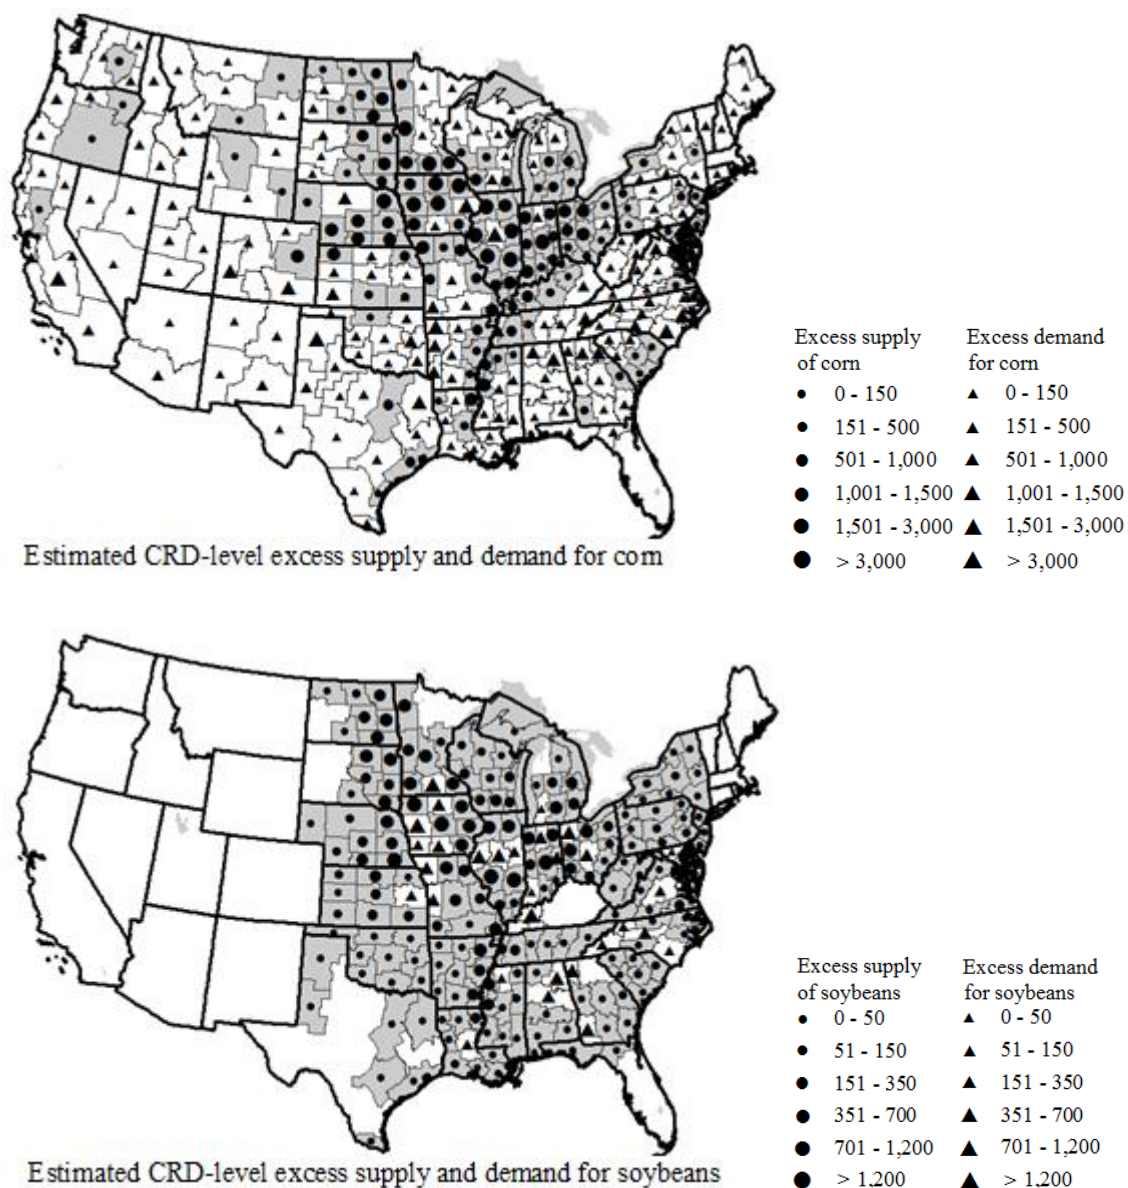 Excess supply
of corn
Excess demand
for corn
0 - 150
0 - 150
151 - 500
151 - 500
501 - 1,000
501 - 1,000
1,001 - 1,500
1,001 - 1,500
1,501 - 3,000
1,501 - 3,000
> 3,000
> 3,000
Estimated CRD-level excess supply and demand for corn
Excess supply
of soybeans
Excess demand
for soybeans
0 - 50
0 - 50
51 - 150
51 - 150
151 - 350
151 - 350
351 - 700
351 - 700
701 - 1,200
701 - 1,200
> 1,200
> 1,200
Estimated CRD-level excess supply and demand for soybeans